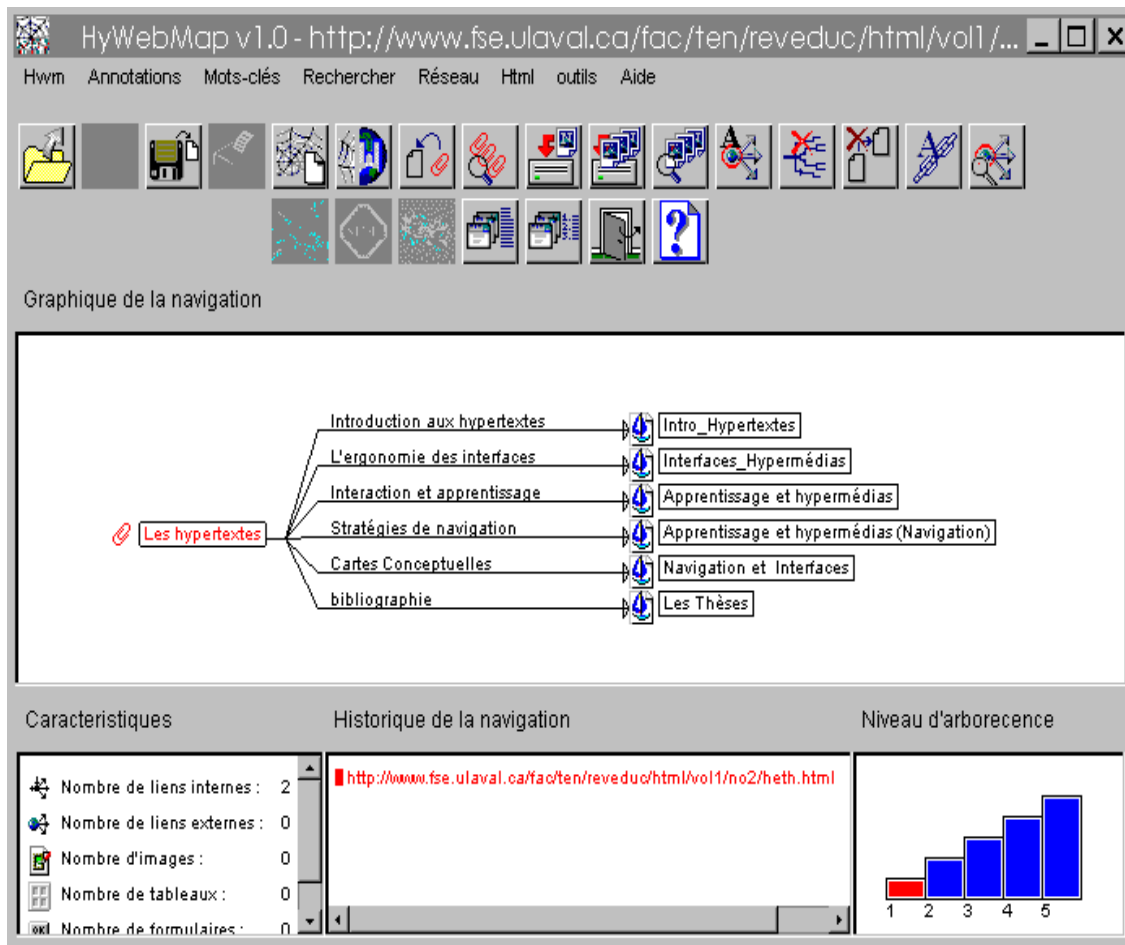 HyWebMap v1.0 - http://www.fse.ulaval.ca/fac/ten/reveduc/html/vol1/...
Hwm Annotations Mots-clés Rechercher Réseau Html outils Aide
Graphique de la navigation
Introduction aux hypertextes Intro_Hypertextes
L'ergonomie des interfaces Interfaces_Hypermédias
Interaction et apprentissage Apprentissage et hypermédias
Les hypertextes Stratégies de navigation Apprentissage et hypermédias (Navigation)
Cartes Conceptuelles Navigation et Interfaces
bibliographie Les Thèses
Caracteristiques
Nombre de liens internes : 2
Nombre de liens externes : 0
Nombre d'images : 0
Nombre de tableaux : 0
Nombre de formulaires : 0
Historique de la navigation
http://www.fse.ulaval.ca/fac/ten/reveduc/html/vol1/no2/heth.html
Niveau d'arborecence
1 2 3 4 5